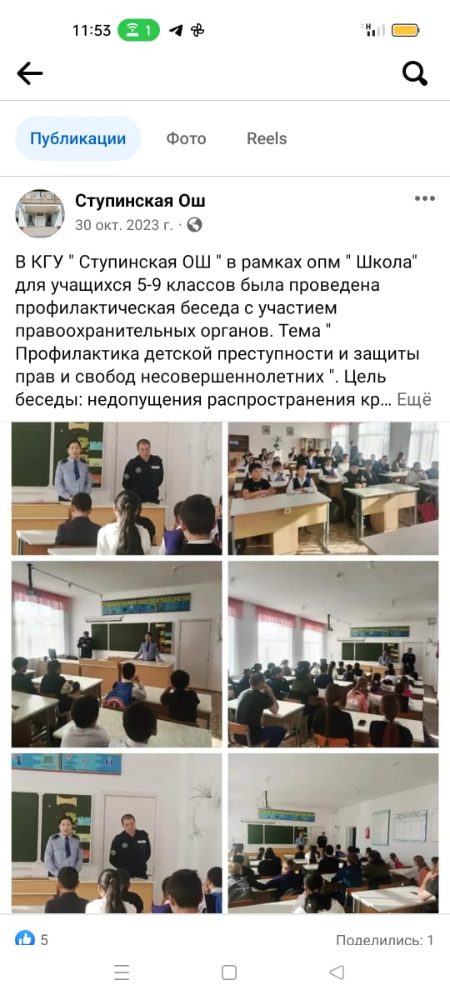 11:53
1
H
Публикации
Фото
Reels
Ступинская Ош
30 окт. 2023 г. ·
В КГУ " Ступинская ОШ " в рамках опм " Школа"
для учащихся 5-9 классов была проведена
профилактическая беседа с участием
правоохранительных органов. Тема "
Профилактика детской преступности и защиты
прав и свобод несовершеннолетних ". Цель
беседы: недопущения распространения кр... Ещё
5
Поделились: 1